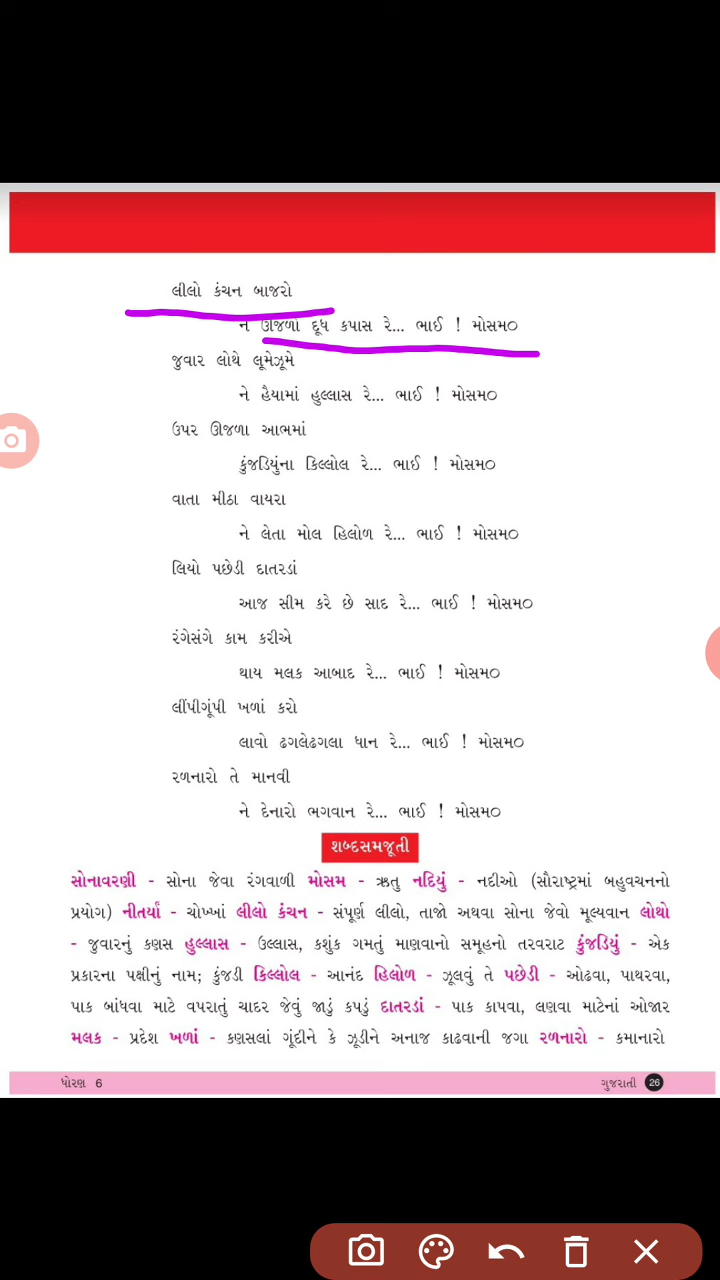 લીલો કંચન બાજરો
ને ઊજળા દૂધ કપાસ રે... ભાઈ ! મોસમ૦
જુવાર લોથે લૂમેઝૂમે
ને હૈયામાં હુલ્લાસ રે... ભાઈ ! મોસમ૦
ઉપર ઊજળા આભમાં
કુંજડિયુંના કિલ્લોલ રે... ભાઈ ! મોસમ૦
વાતા મીઠા વાયરા
ને લેતા મોલ હિલોળ રે... ભાઈ ! મોસમ૦
લિયો પછેડી દાતરડાં
આજ સીમ કરે છે સાદ રે... ભાઈ ! મોસમ૦
રંગેસંગે કામ કરીએ
થાય મલક આબાદ રે... ભાઈ ! મોસમ૦
લીંપીગૂંપી ખળાં કરો
લાવો ઢગલેઢગલા ધાન રે... ભાઈ ! મોસમ૦
રળનારો તે માનવી
ને દેનારો ભગવાન રે... ભાઈ ! મોસમ૦
શબ્દસમજૂતી
સોનાવરણી - સોના જેવા રંગવાળી મોસમ - ઋતુ નદિયું - નદીઓ (સૌરાષ્ટ્રમાં બહુવચનનો
પ્રયોગ) નીતર્યાં - ચોખ્ખાં લીલો કંચન - સંપૂર્ણ લીલો, તાજો અથવા સોના જેવો મૂલ્યવાન લોથો
- જુવારનું કણસ હુલ્લાસ - ઉલ્લાસ, કશુંક ગમતું માણવાનો સમૂહનો તરવરાટ કુંજડિયું - એક
પ્રકારના પક્ષીનું નામ; કુંજડી કિલ્લોલ - આનંદ હિલોળ - ઝૂલવું તે પછેડી - ઓઢવા, પાથરવા,
પાક બાંધવા માટે વપરાતું ચાદર જેવું જાડું કપડું દાતરડાં - પાક કાપવા, લણવા માટેનાં ઓજાર
મલક - પ્રદેશ ખળાં - કણસલાં ગૂંદીને કે ઝૂડીને અનાજ કાઢવાની જગા રળનારો - કમાનારો
ધોરણ 6
ગુજરાતી 26